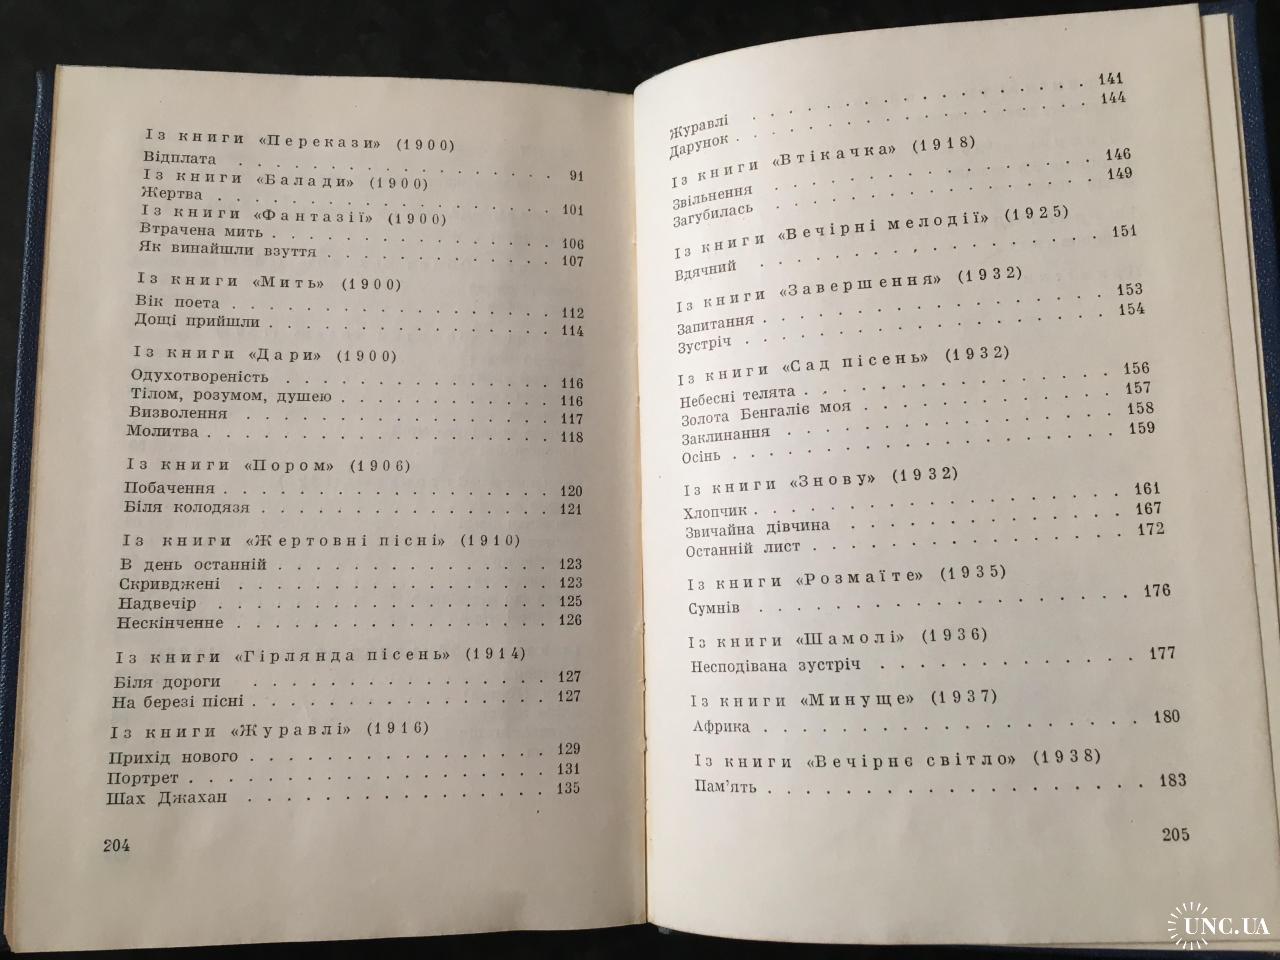 Із книги «Перекази» (1900)
Відплата . . . . . . . . . . . . . . . . 91
Із книги «Балади» (1900)
Жертва . . . . . . . . . . . . . . . . 101
Із книги «Фантазії» (1900)
Втрачена мить . . . . . . . . . . . . . . 106
Як винайшли взуття . . . . . . . . . . . . 107
Із книги «Мить» (1900)
Вік поета . . . . . . . . . . . . . . . 112
Дощі прийшли . . . . . . . . . . . . . . 114
Із книги «Дари» (1900)
Одухотвореність . . . . . . . . . . . . . 116
Тілом, розумом, душею . . . . . . . . . . . 116
Визволення . . . . . . . . . . . . . . . 117
Молитва . . . . . . . . . . . . . . . . 118
Із книги «Пором» (1906)
Побачення . . . . . . . . . . . . . . . 120
Біля колодязя . . . . . . . . . . . . . . 121
Із книги «Жертовні пісні» (1910)
В день останній . . . . . . . . . . . . . 123
Скривджені . . . . . . . . . . . . . . . 123
Надвечір . . . . . . . . . . . . . . . . 125
Нескінченне . . . . . . . . . . . . . . . 126
Із книги «Гірлянда пісень» (1914)
Біля дороги . . . . . . . . . . . . . . . 127
На березі пісні . . . . . . . . . . . . . . 127
Із книги «Журавлі» (1916)
Прихід нового . . . . . . . . . . . . . . 129
Портрет . . . . . . . . . . . . . . . . 131
Шах Джахан . . . . . . . . . . . . . . . 135
204
Журавлі . . . . . . . . . . . . . . . . 141
Дарунок . . . . . . . . . . . . . . . . 144
Із книги «Втікачка» (1918)
Звільнення . . . . . . . . . . . . . . . 146
Загубилась . . . . . . . . . . . . . . . 149
Із книги «Вечірні мелодії» (1925)
Вдячний . . . . . . . . . . . . . . . . 151
Із книги «Завершення» (1932)
Запитання . . . . . . . . . . . . . . . 153
Зустріч . . . . . . . . . . . . . . . . 154
Із книги «Сад пісень» (1932)
Небесні телята . . . . . . . . . . . . . . 156
Золота Бенгаліє моя . . . . . . . . . . . . 157
Заклинання . . . . . . . . . . . . . . . 158
Осінь . . . . . . . . . . . . . . . . . 159
Із книги «Знову» (1932)
Хлопчик . . . . . . . . . . . . . . . . 161
Звичайна дівчина . . . . . . . . . . . . . 167
Останній лист . . . . . . . . . . . . . . 172
Із книги «Розмаїте» (1935)
Сумнів . . . . . . . . . . . . . . . . 176
Із книги «Шамолі» (1936)
Несподівана зустріч . . . . . . . . . . . . 177
Із книги «Минуще» (1937)
Африка . . . . . . . . . . . . . . . . 180
Із книги «Вечірнє світло» (1938)
Пам'ять . . . . . . . . . . . . . . . . 183
205
UNC.UA